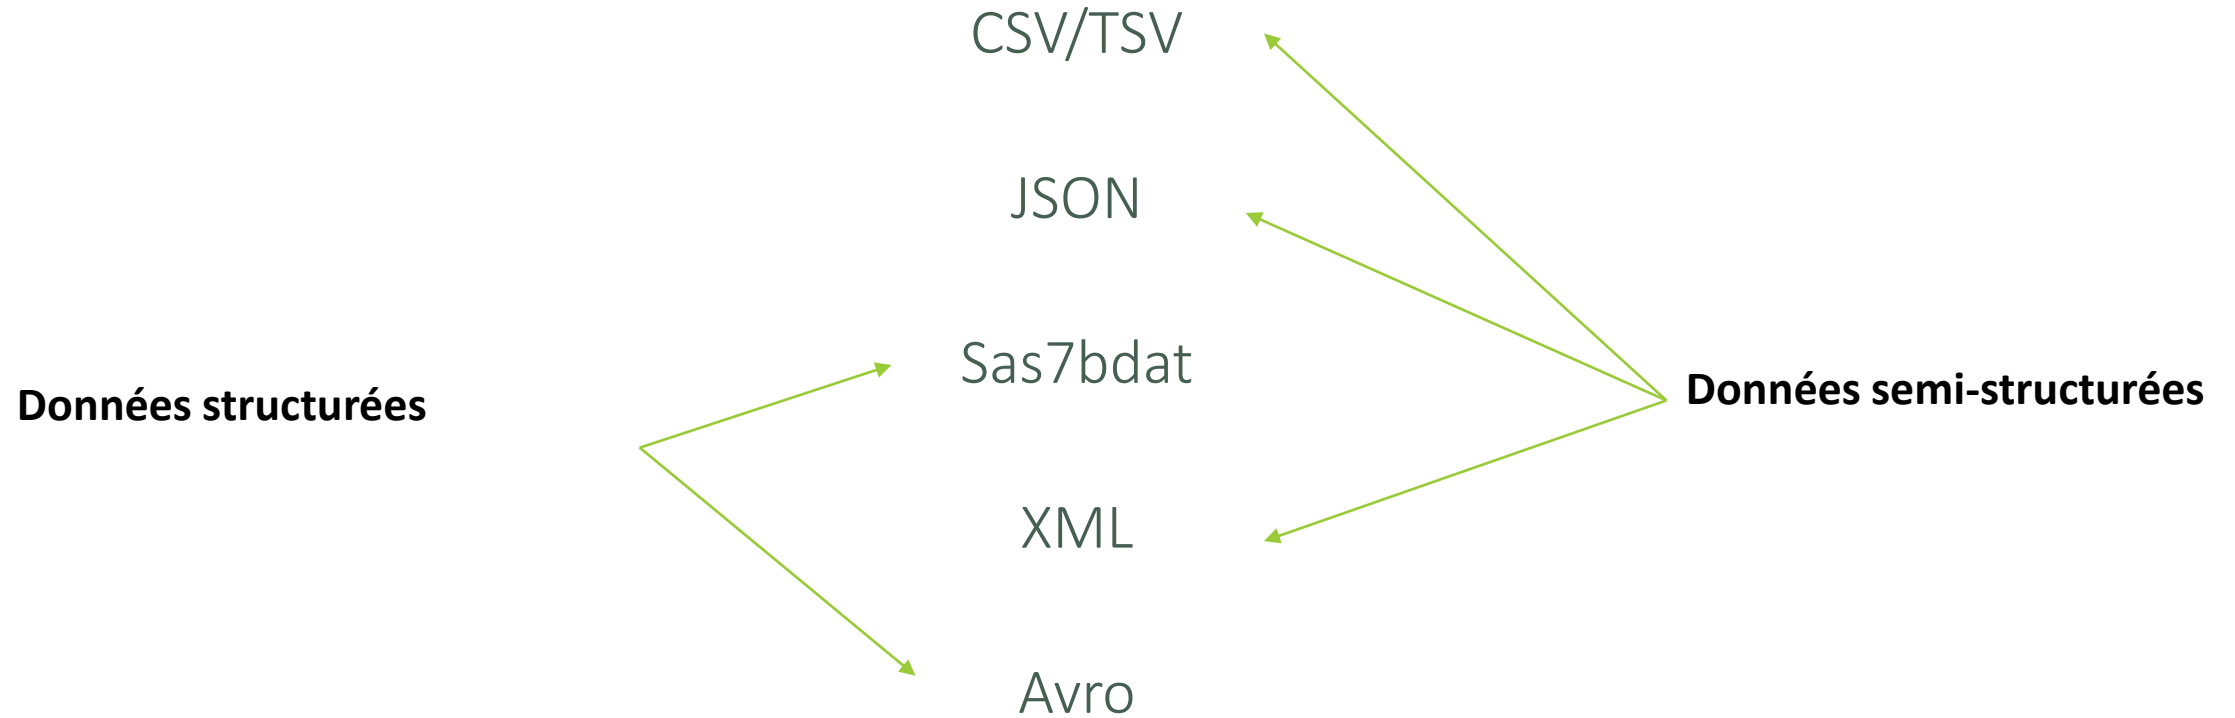 CSV/TSV
JSON
Sas7bdat
Données structurées
Données semi-structurées
XML
Avro